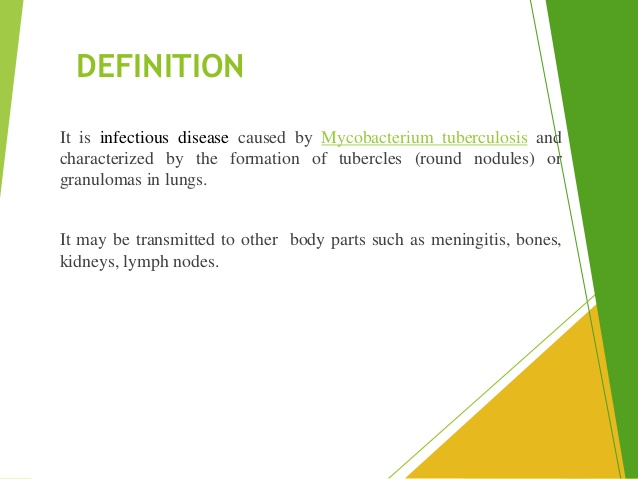 DEFINITION
It is infectious disease caused by Mycobacterium tuberculosis and
characterized by the formation of tubercles (round nodules) or
granulomas in lungs.
It may be transmitted to other body parts such as meningitis, bones,
kidneys, lymph nodes.